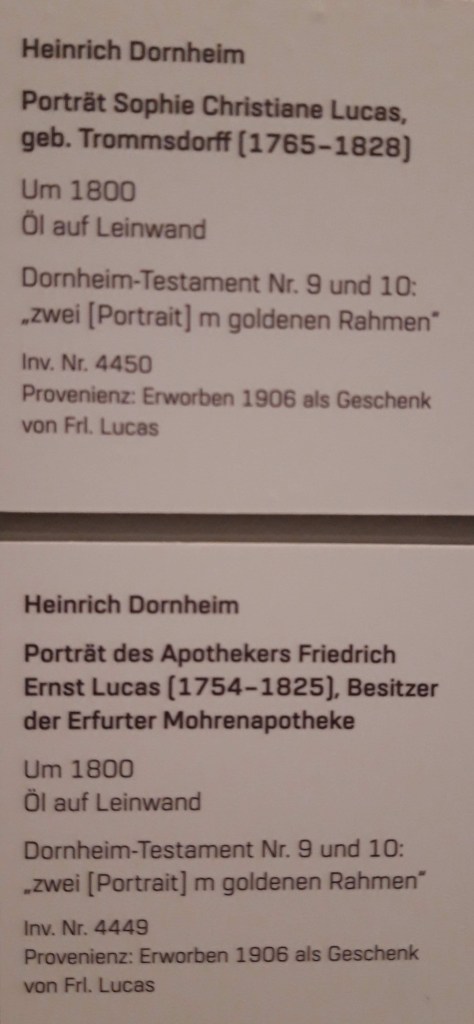 Heinrich Dornheim
Porträt Sophie Christiane Lucas,
geb. Trommsdorff (1765–1828)
Um 1800
Öl auf Leinwand
Dornheim-Testament Nr. 9 und 10:
„zwei [Portrait] m goldenen Rahmen“
Inv. Nr. 4450
Provenienz: Erworben 1906 als Geschenk
von Frl. Lucas
Heinrich Dornheim
Porträt des Apothekers Friedrich
Ernst Lucas (1754–1825), Besitzer
der Erfurter Mohrenapotheke
Um 1800
Öl auf Leinwand
Dornheim-Testament Nr. 9 und 10:
„zwei [Portrait] m goldenen Rahmen“
Inv. Nr. 4449
Provenienz: Erworben 1906 als Geschenk
von Frl. Lucas